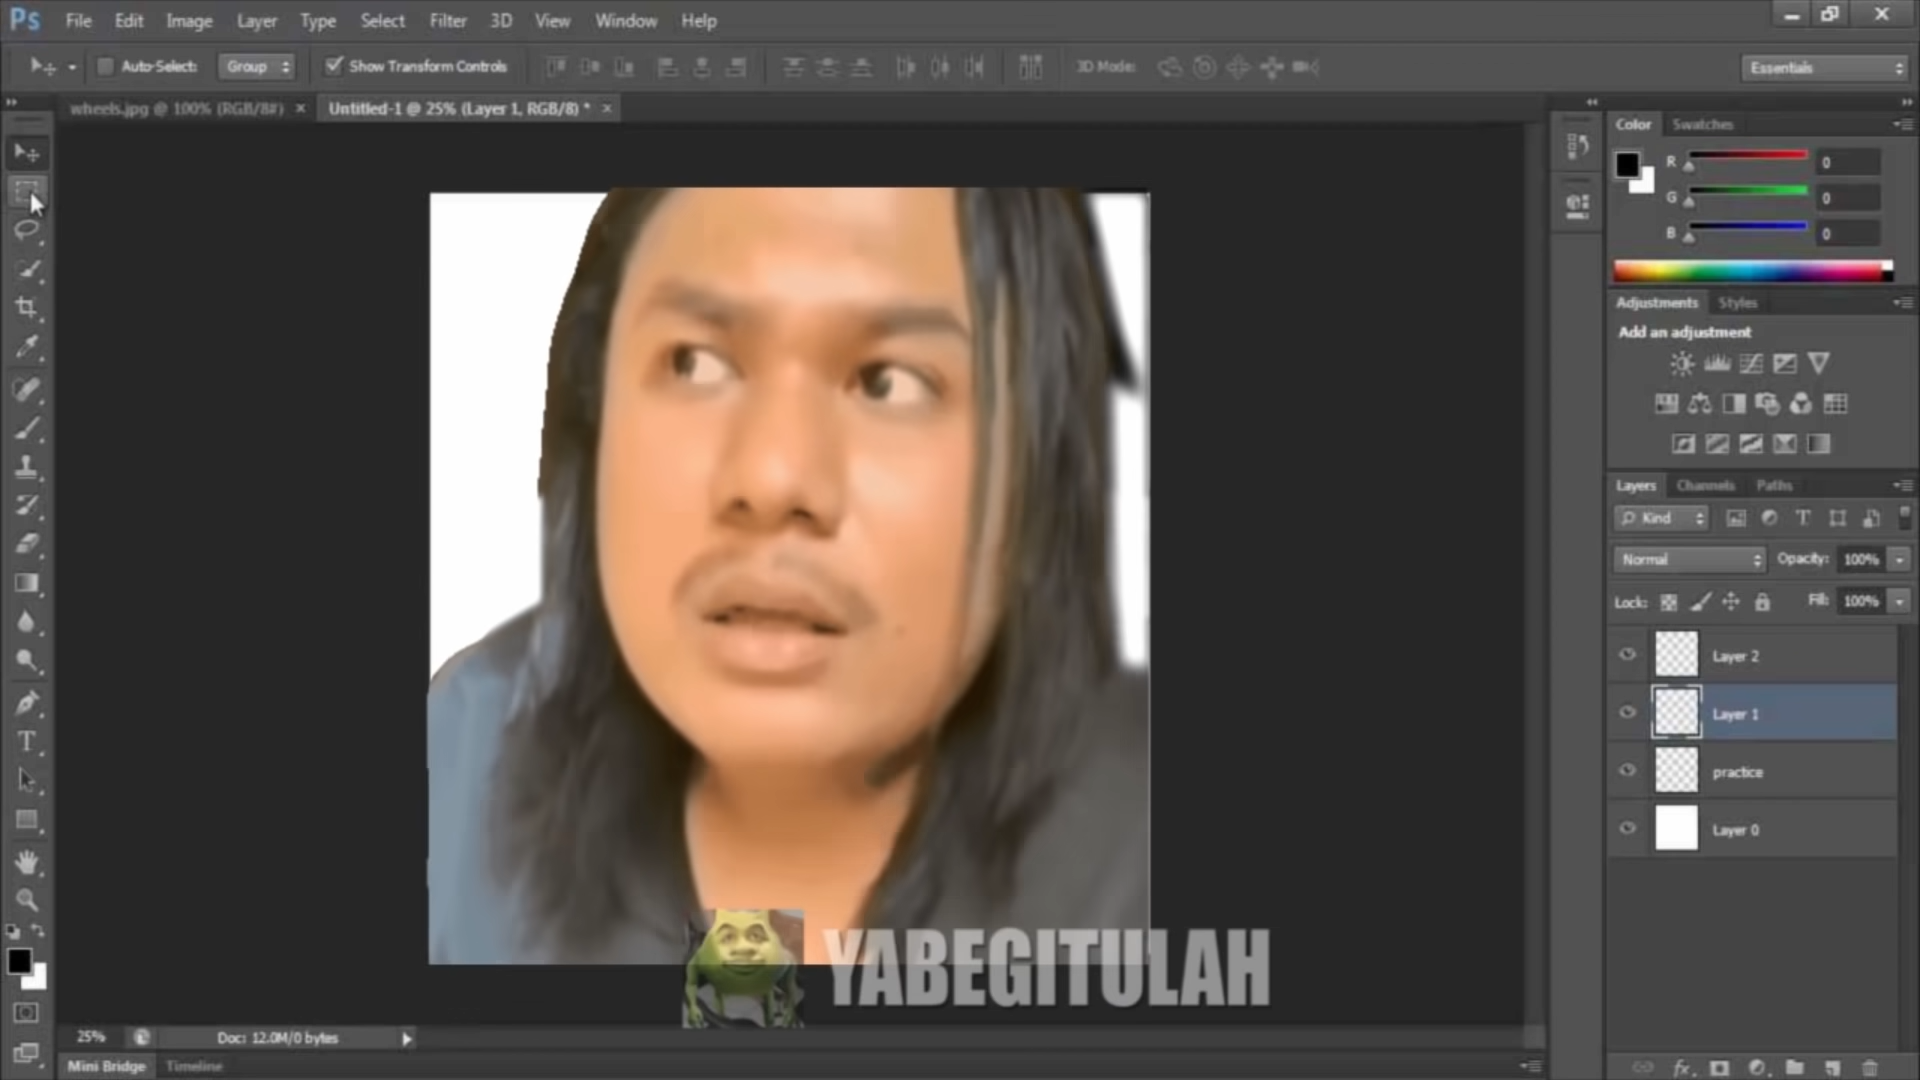 Ps File Edit Image Layer Type Select Filter 3D View Window Help
Auto-Select: Group Show Transform Controls 3D Mode: Essentials
wheels.jpg @ 100% (RGB/8#) × Untitled-1 @ 25% (Layer 1, RGB/8) * ×
Color Swatches
R 0
G 0
B 0
Adjustments Styles
Add an adjustment
Layers Channels Paths
Kind
Normal Opacity: 100%
Lock: Fill: 100%
Layer 2
Layer 1
practice
Layer 0
YABEGITULAH
25% Doc: 12.0M/0 bytes
Mini Bridge Timeline